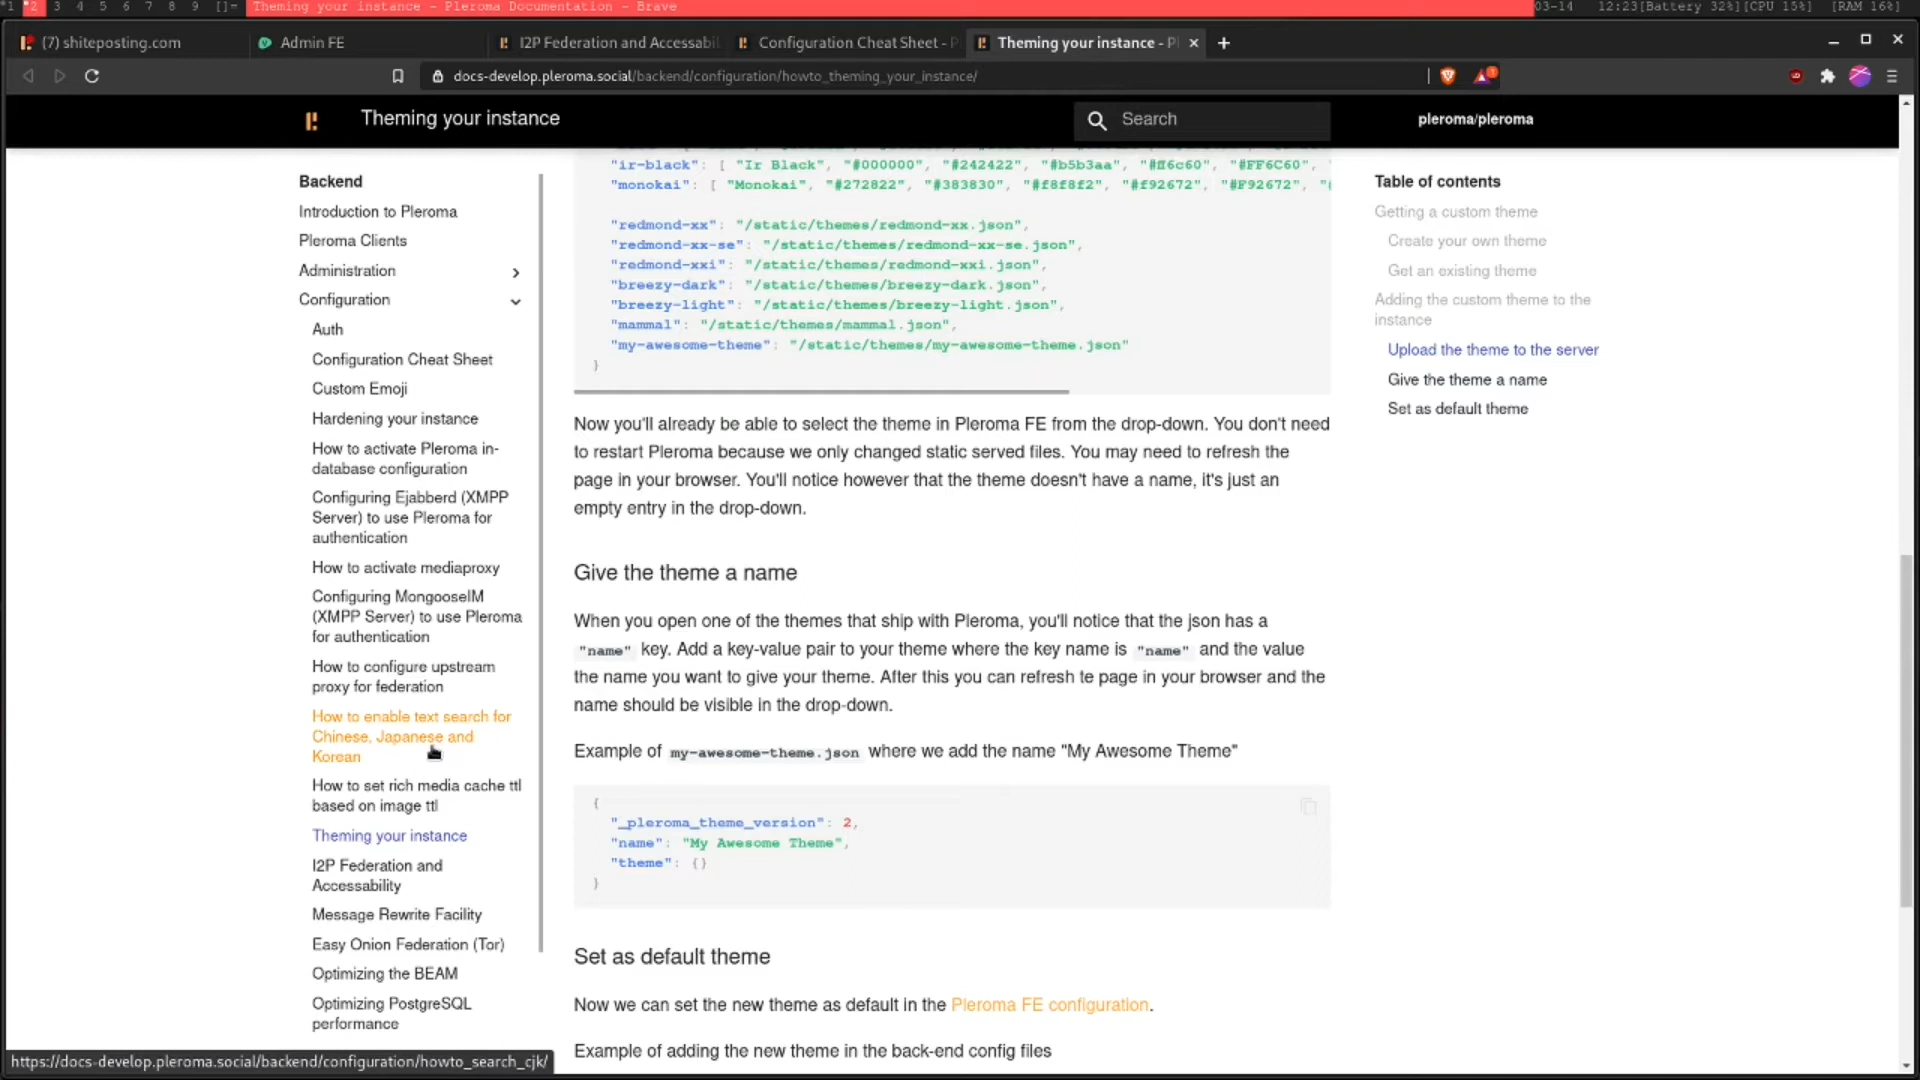 *1 *2 3 4 5 6 7 8 9 []= Theming your instance - Pleroma Documentation - Brave 03-14 12:23[Battery 32%][CPU 15%] [RAM 16%]
(7) shiteposting.com
Admin FE
I2P Federation and Accessabil
Configuration Cheat Sheet - P
Theming your instance - Pl
docs-develop.pleroma.social/backend/configuration/howto_theming_your_instance/
Theming your instance
Search
pleroma/pleroma
Backend
Introduction to Pleroma
Pleroma Clients
Administration
Configuration
Auth
Configuration Cheat Sheet
Custom Emoji
Hardening your instance
How to activate Pleroma in-
database configuration
Configuring Ejabberd (XMPP
Server) to use Pleroma for
authentication
How to activate mediaproxy
Configuring MongooseIM
(XMPP Server) to use Pleroma
for authentication
How to configure upstream
proxy for federation
How to enable text search for
Chinese, Japanese and
Korean
How to set rich media cache ttl
based on image ttl
Theming your instance
I2P Federation and
Accessability
Message Rewrite Facility
Easy Onion Federation (Tor)
Optimizing the BEAM
Optimizing PostgreSQL
performance
https://docs-develop.pleroma.social/backend/configuration/howto_search_cjk/
"ir-black": [ "Ir Black", "#000000", "#242422", "#b5b3aa", "#ff6c60", "#FF6C60", "
"monokai": [ "Monokai", "#272822", "#383830", "#f8f8f2", "#f92672", "#F92672", "
"redmond-xx": "/static/themes/redmond-xx.json",
"redmond-xx-se": "/static/themes/redmond-xx-se.json",
"redmond-xxi": "/static/themes/redmond-xxi.json",
"breezy-dark": "/static/themes/breezy-dark.json",
"breezy-light": "/static/themes/breezy-light.json",
"mammal": "/static/themes/mammal.json",
"my-awesome-theme": "/static/themes/my-awesome-theme.json"
}
Now you'll already be able to select the theme in Pleroma FE from the drop-down. You don't need
to restart Pleroma because we only changed static served files. You may need to refresh the
page in your browser. You'll notice however that the theme doesn't have a name, it's just an
empty entry in the drop-down.
Give the theme a name
When you open one of the themes that ship with Pleroma, you'll notice that the json has a
"name" key. Add a key-value pair to your theme where the key name is "name" and the value
the name you want to give your theme. After this you can refresh te page in your browser and the
name should be visible in the drop-down.
Example of my-awesome-theme.json where we add the name "My Awesome Theme"
{
"_pleroma_theme_version": 2,
"name": "My Awesome Theme",
"theme": {}
}
Set as default theme
Now we can set the new theme as default in the Pleroma FE configuration.
Example of adding the new theme in the back-end config files
Table of contents
Getting a custom theme
Create your own theme
Get an existing theme
Adding the custom theme to the
instance
Upload the theme to the server
Give the theme a name
Set as default theme